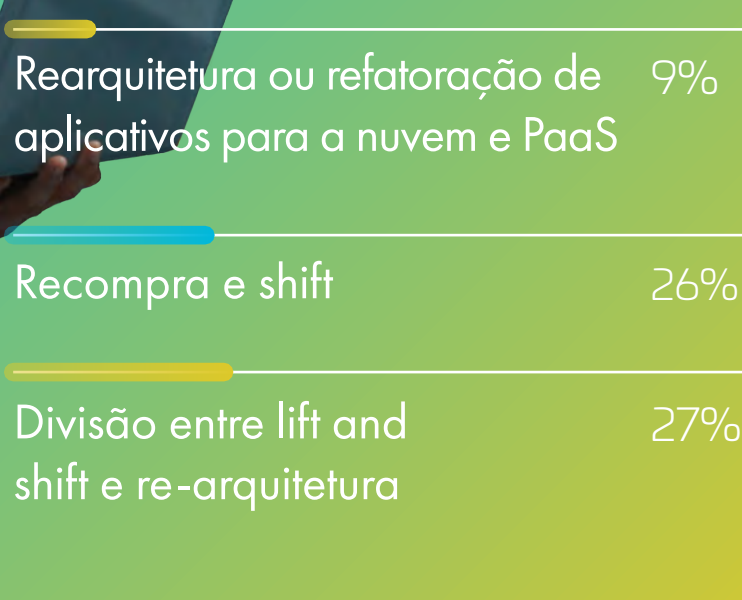 Rearquitetura ou refatoração de 9%
aplicativos para a nuvem e PaaS
Recompra e shift 26%
Divisão entre lift and 27%
shift e re-arquitetura